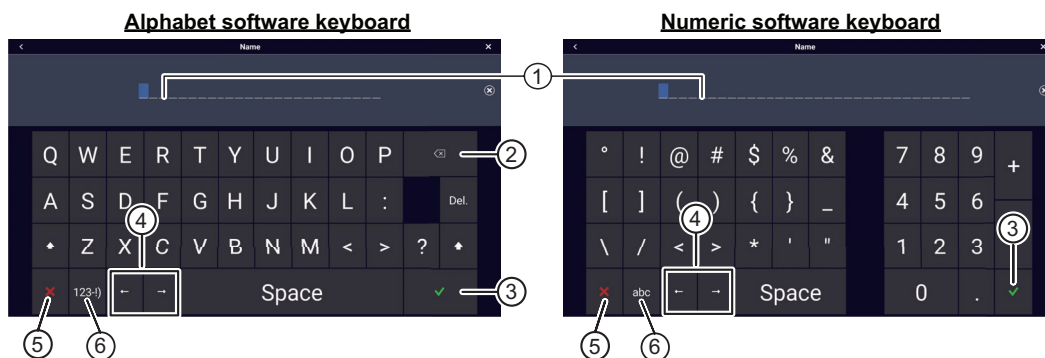 Alphabet software keyboard
Numeric software keyboard
< Name ×
< Name ×
1
Q W E R T Y U I O P
2
A S D F G H J K L : Del.
4
Z X C V B N M < > ?
123-!) ← → Space
3
5
6
° ! @ # $ % & 7 8 9 +
[ ] ( ) { } _ 4 5 6
4
3
\ / < > * ' " 1 2 3
abc ← → Space 0 .
5
6